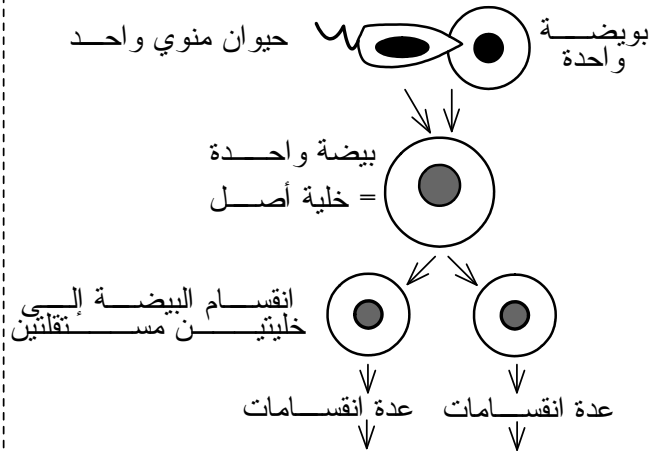 بويضة
واحدة
حيوان منوي واحد
بيضة واحدة
= خلية أصل
انقسام البيضة إلى
خليتين مستقلتين
عدة انقسامات
عدة انقسامات